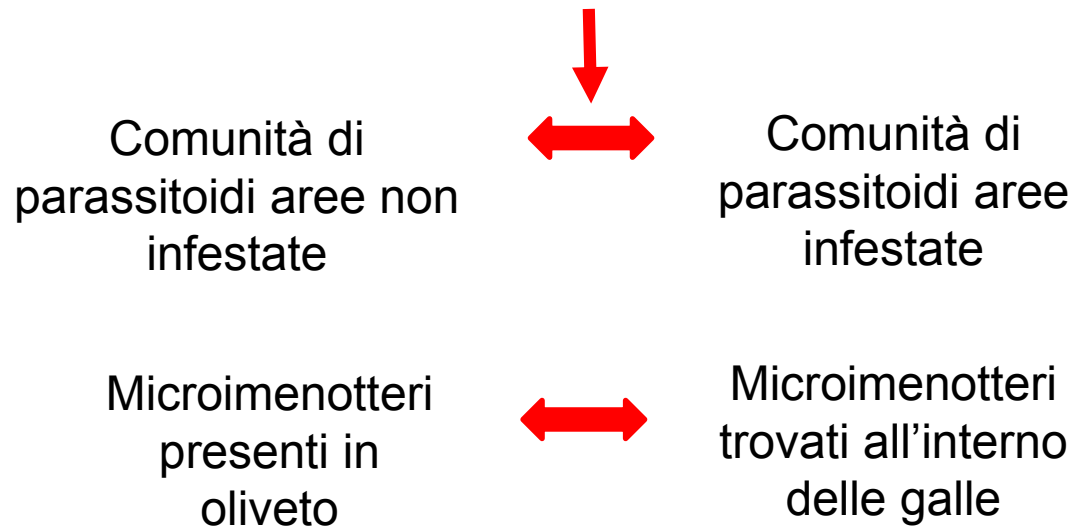 Comunità di
parassitoidi aree non
infestate
Comunità di
parassitoidi aree
infestate
Microimenotteri
presenti in
oliveto
Microimenotteri
trovati all’interno
delle galle